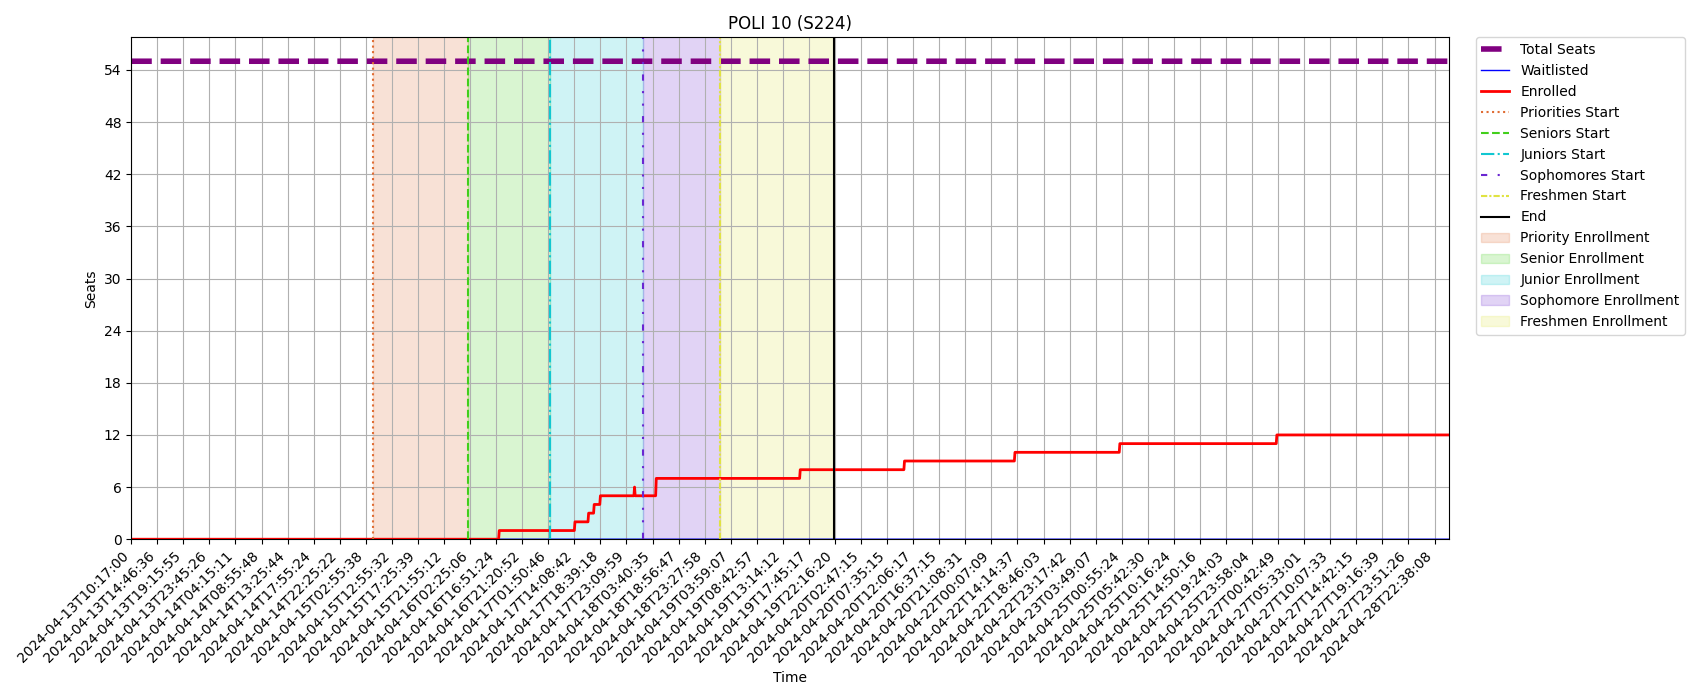 POLI 10 (S224)
Seats
54
48
42
36
30
24
18
12
6
0
2024-04-13T10:17:00
2024-04-13T14:46:36
2024-04-13T19:15:55
2024-04-13T23:45:26
2024-04-14T04:15:11
2024-04-14T08:55:48
2024-04-14T13:25:44
2024-04-14T17:55:24
2024-04-14T22:25:22
2024-04-15T02:55:38
2024-04-15T12:55:32
2024-04-15T17:25:39
2024-04-15T21:55:12
2024-04-16T02:25:06
2024-04-16T16:51:24
2024-04-16T21:20:52
2024-04-17T01:50:46
2024-04-17T14:08:42
2024-04-17T18:39:18
2024-04-17T23:09:59
2024-04-18T03:40:35
2024-04-18T18:56:47
2024-04-18T23:27:58
2024-04-19T03:59:07
2024-04-19T08:42:57
2024-04-19T13:14:12
2024-04-19T17:45:17
2024-04-19T22:16:20
2024-04-20T02:47:15
2024-04-20T07:35:15
2024-04-20T12:06:17
2024-04-20T16:37:15
2024-04-20T21:08:31
2024-04-22T00:07:09
2024-04-22T14:14:37
2024-04-22T18:46:03
2024-04-22T23:17:42
2024-04-23T03:49:07
2024-04-25T00:55:24
2024-04-25T05:42:30
2024-04-25T10:16:24
2024-04-25T14:50:16
2024-04-25T19:24:03
2024-04-25T23:58:04
2024-04-27T00:42:49
2024-04-27T05:33:01
2024-04-27T10:07:33
2024-04-27T14:42:15
2024-04-27T19:16:39
2024-04-27T23:51:26
2024-04-28T22:38:08
Time
Total Seats
Waitlisted
Enrolled
Priorities Start
Seniors Start
Juniors Start
Sophomores Start
Freshmen Start
End
Priority Enrollment
Senior Enrollment
Junior Enrollment
Sophomore Enrollment
Freshmen Enrollment